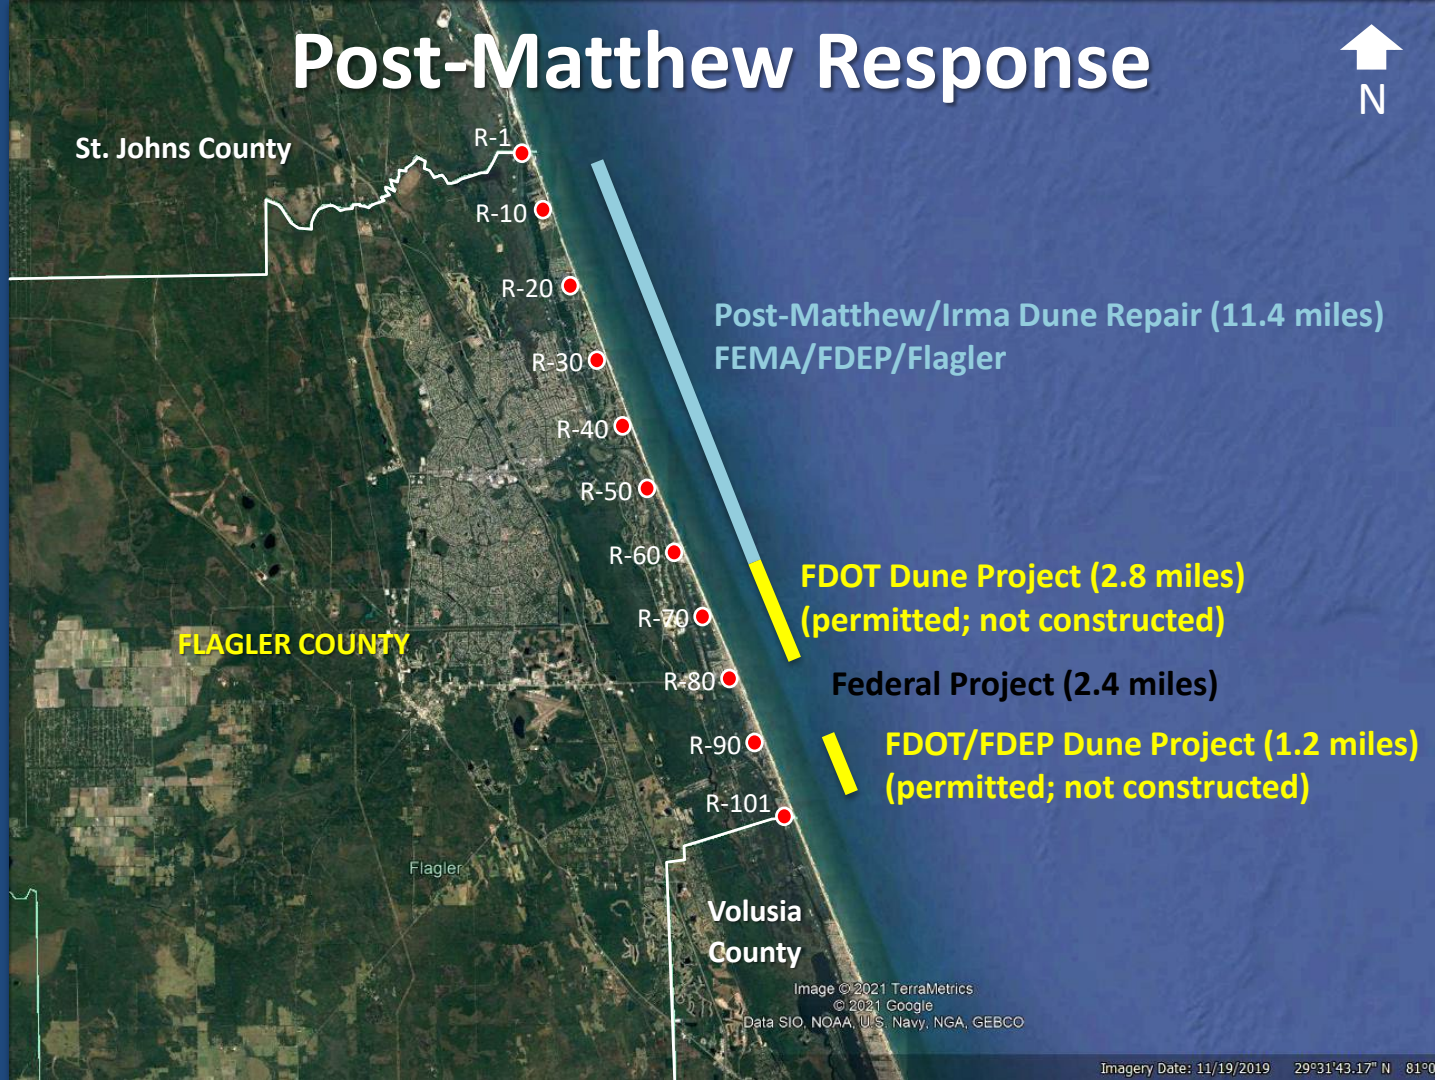 Post-Matthew Response
N
St. Johns County
R-1
R-10
R-20
Post-Matthew/Irma Dune Repair (11.4 miles)
FEMA/FDEP/Flagler
R-30
R-40
R-50
R-60
FDOT Dune Project (2.8 miles)
(permitted; not constructed)
R-70
FLAGLER COUNTY
R-80
Federal Project (2.4 miles)
R-90
FDOT/FDEP Dune Project (1.2 miles)
(permitted; not constructed)
R-101
Flagler
Volusia
County
Image © 2021 TerraMetrics
© 2021 Google
Data SIO, NOAA, U.S. Navy, NGA, GEBCO
Imagery Date: 11/19/2019 29°31'43.17" N 81°0